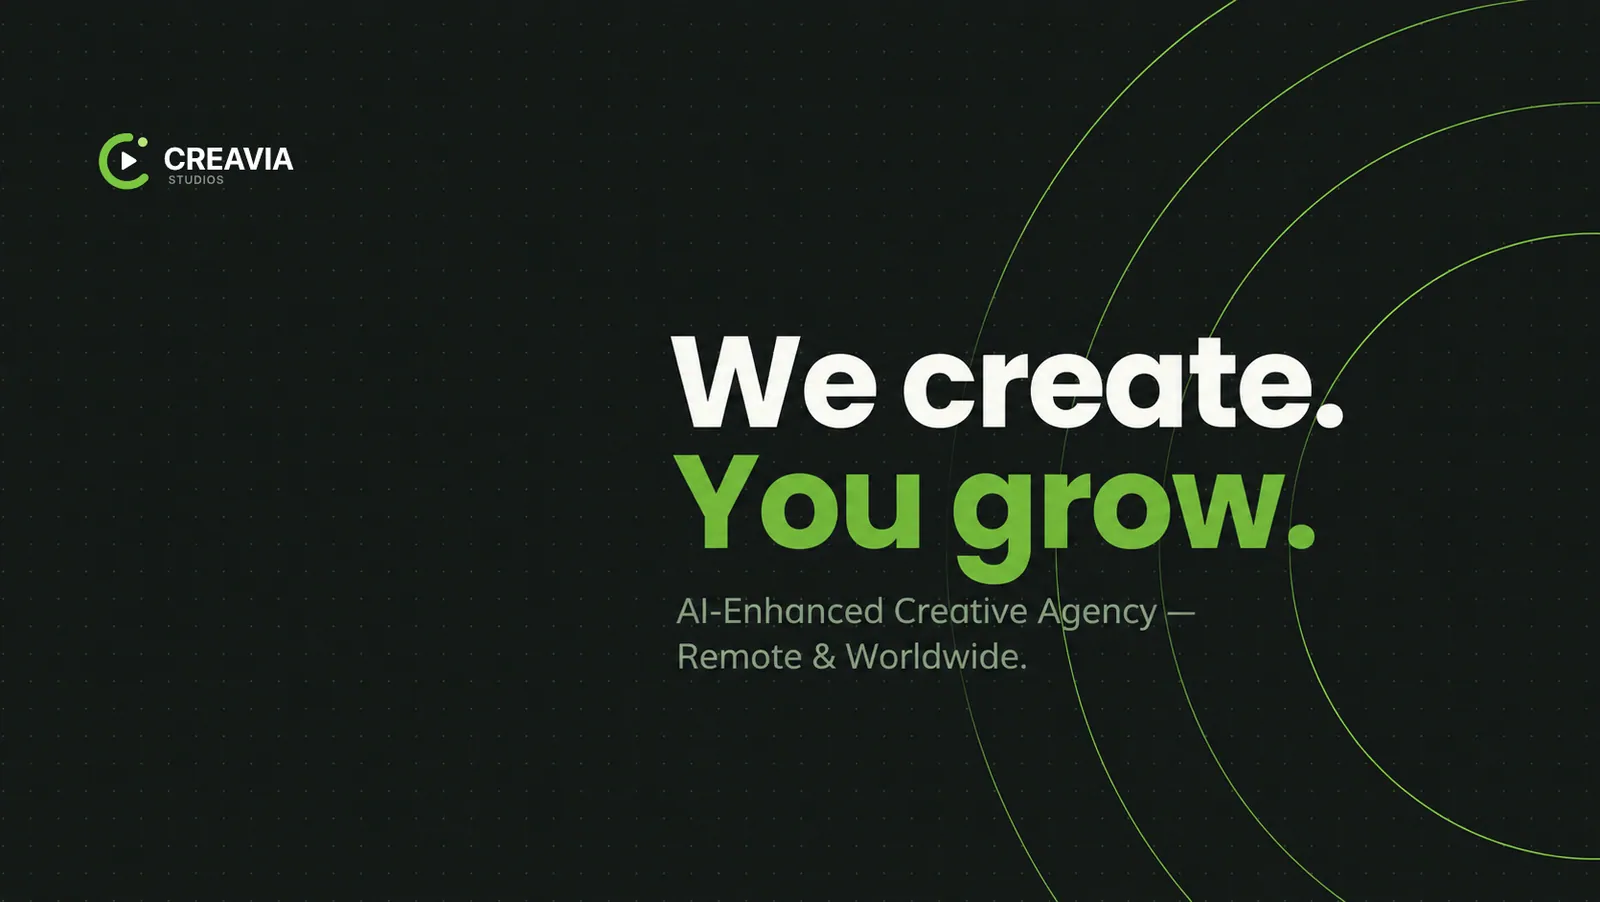 CREAVIA
STUDIOS
We create.
You grow.
AI-Enhanced Creative Agency —
Remote & Worldwide.